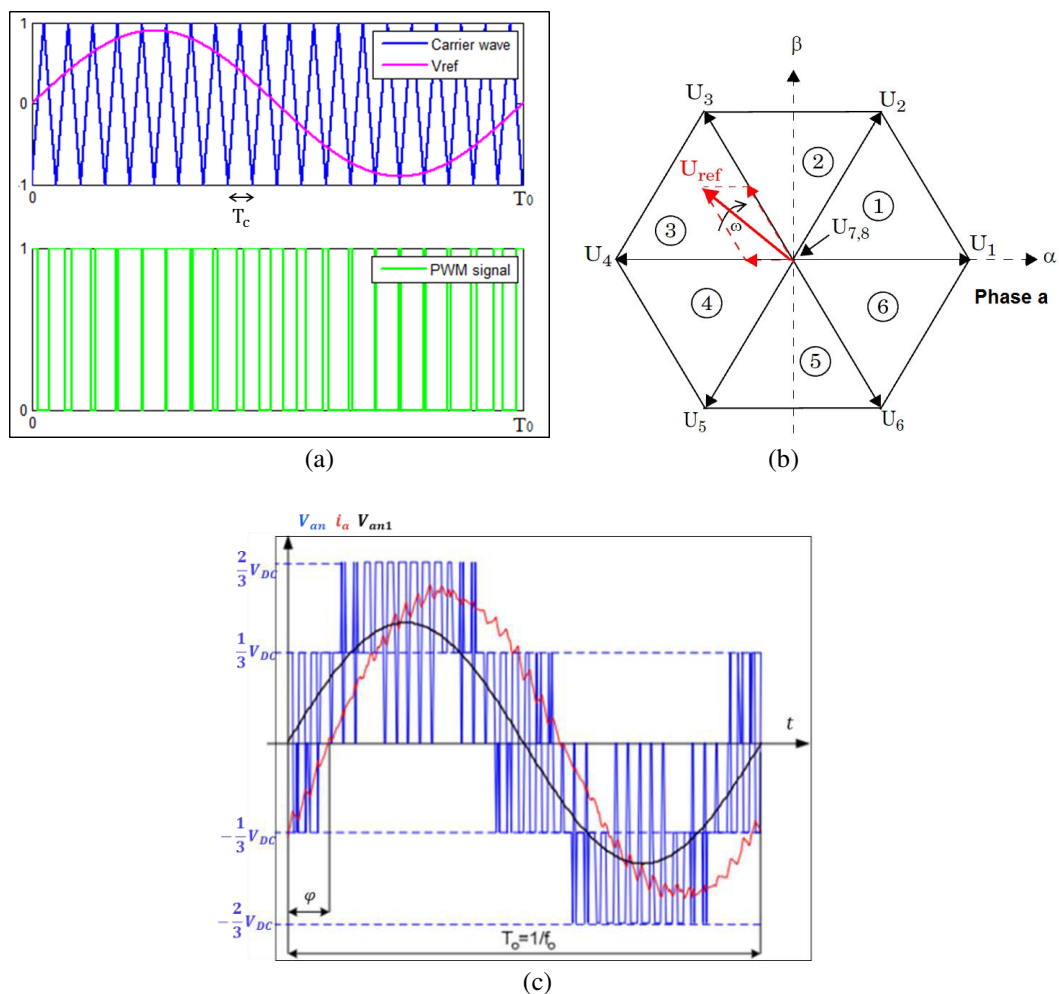 1
Carrier wave
Vref
0
-1
0
T0
Tc
1
PWM signal
0
0
T0
(a)
β
U3
U2
②
Uref
①
ω
③
U7,8
U4
U1
α
Phase a
④
⑥
⑤
U5
U6
(b)
Van ia Van1
2/3 VDC
1/3 VDC
t
-1/3 VDC
φ
-2/3 VDC
To=1/fo
(c)